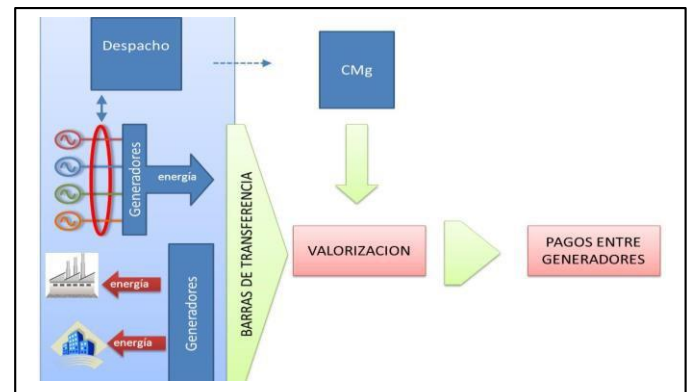 Despacho
CMg
Generadores
energía
BARRAS DE TRANSFERENCIA
VALORIZACION
PAGOS ENTRE
GENERADORES
energía
energía
Generadores